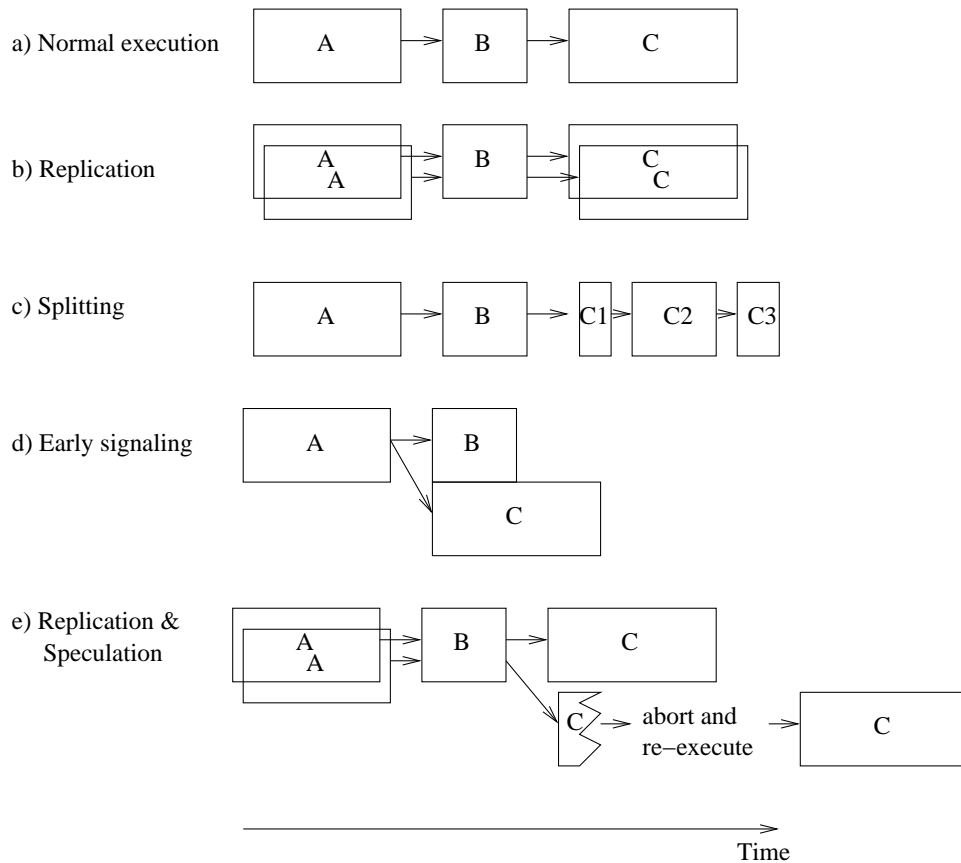 a) Normal execution
A
B
C
b) Replication
A
A
B
C
C
c) Splitting
A
B
C1
C2
C3
d) Early signaling
A
B
C
e) Replication &
Speculation
A
A
B
C
C
abort and
re−execute
C
Time